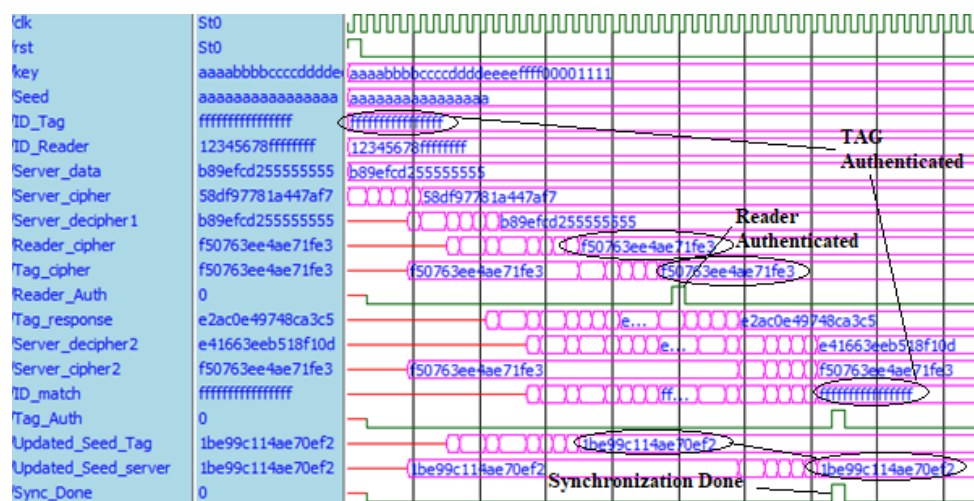 /clk St0
/rst St0
/key aaaabbbbccccdddde aaaabbbbccccddddeeeeffff00001111
/Seed aaaaaaaaaaaaaaaa aaaaaaaaaaaaaaaa
/ID_Tag ffffffffffffffff ffffffffffffffff
TAG
/ID_Reader 12345678ffffffff 12345678ffffffff
Authenticated
/Server_data b89efcd255555555 b89efcd255555555
/Server_cipher 58df97781a447af7 58df97781a447af7
Reader
/Server_decipher1 b89efcd255555555 b89efcd255555555
/Reader_cipher f50763ee4ae71fe3 f50763ee4ae71fe3
Authenticated
/Tag_cipher f50763ee4ae71fe3 f50763ee4ae71fe3 f50763ee4ae71fe3
/Reader_Auth 0
/Tag_response e2ac0e49748ca3c5 e... e2ac0e49748ca3c5
/Server_decipher2 e41663eeb518f10d e... e41663eeb518f10d
/Server_cipher2 f50763ee4ae71fe3 f50763ee4ae71fe3 f50763ee4ae71fe3
/ID_match ffffffffffffffff ff... ffffffffffffffff
/Tag_Auth 0
/Updated_Seed_Tag 1be99c114ae70ef2 1be99c114ae70ef2
/Updated_Seed_server 1be99c114ae70ef2 1be99c114ae70ef2 1be99c114ae70ef2
Synchronization Done
/Sync_Done 0